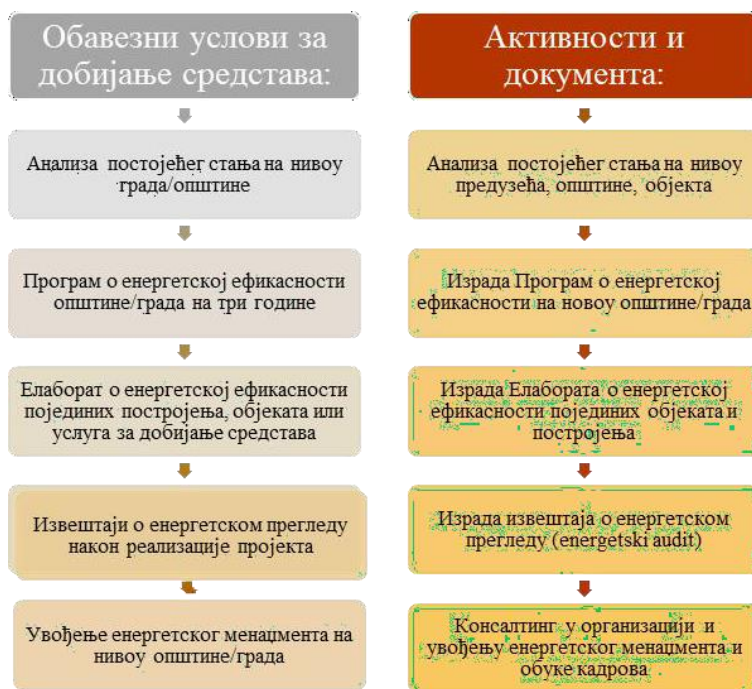 Обавезни услови за
добијање средстава:
Анализа постојећег стања на нивоу
града/општине
Програм о енергетској ефикасности
општине/града на три године
Елаборат о енергетској ефикасности
појединих постројења, објеката или
услуга за добијање средстава
Извештаји о енергетском прегледу
након реализације пројекта
Увођење енергетског менаџмента на
нивоу општине/града
Активности и
документа:
Анализа постојећег стања на нивоу
предузећа, општине, објекта
Израда Програм о енергетској
ефикасности на новоу општине/града
Израда Елабората о енергетској
ефикасности појединих објеката и
постројења
Израда извештаја о енергетском
прегледу (energetski audit)
Консалтинг у организацији и
увођењу енергетског менаџмента и
обуке кадрова